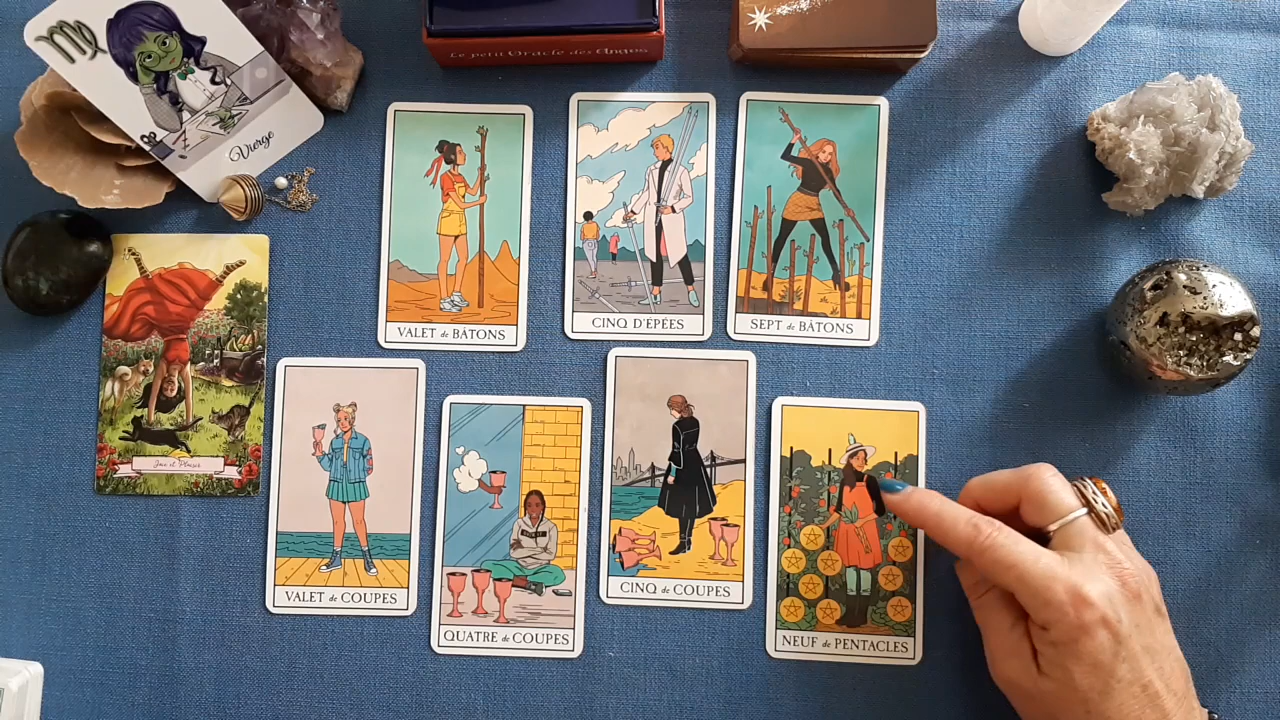 Le petit Oracle des Anges
Vierge
VALET de BÂTONS
CINQ D'ÉPÉES
SEPT de BÂTONS
Jeu et Plaisir
VALET de COUPES
QUATRE de COUPES
CINQ de COUPES
NEUF de PENTACLES